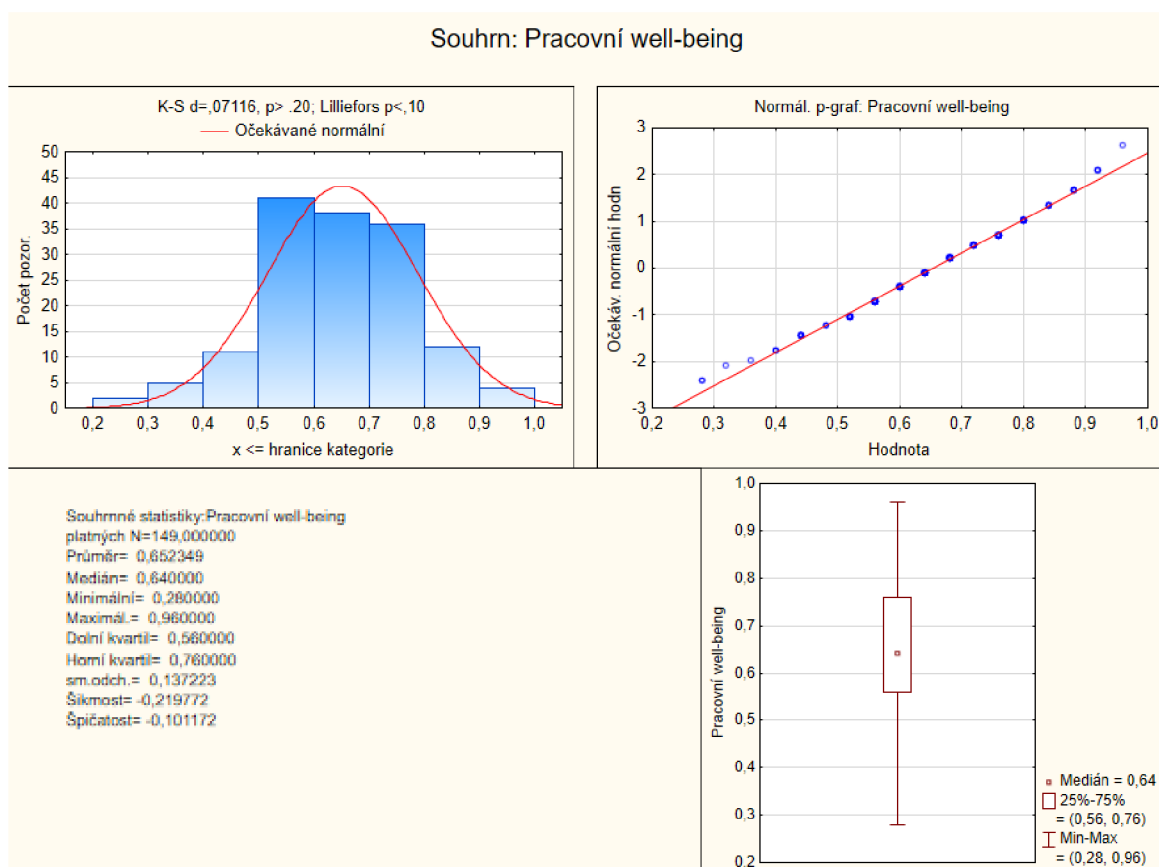 Souhrn: Pracovní well-being
K-S d=,07116, p> .20; Lilliefors p<,10
Očekávané normální
50
45
40
35
30
25
20
15
10
5
0
Počet pozor.
0,2 0,3 0,4 0,5 0,6 0,7 0,8 0,9 1,0
x <= hranice kategorie
Normál. p-graf: Pracovní well-being
3
2
1
0
-1
-2
-3
Očekáv. normální hodn
0,2 0,3 0,4 0,5 0,6 0,7 0,8 0,9 1,0
Hodnota
Souhrnné statistiky:Pracovní well-being
platných N=149,000000
Průměr= 0,652349
Medián= 0,640000
Minimální= 0,280000
Maximál.= 0,960000
Dolní kvartil= 0,560000
Horní kvartil= 0,760000
sm.odch.= 0,137223
Šikmost= -0,219772
Špičatost= -0,101172
1,0
0,9
0,8
0,7
0,6
0,5
0,4
0,3
0,2
Pracovní well-being
Medián = 0,64
25%-75%
= (0,56, 0,76)
Min-Max
= (0,28, 0,96)